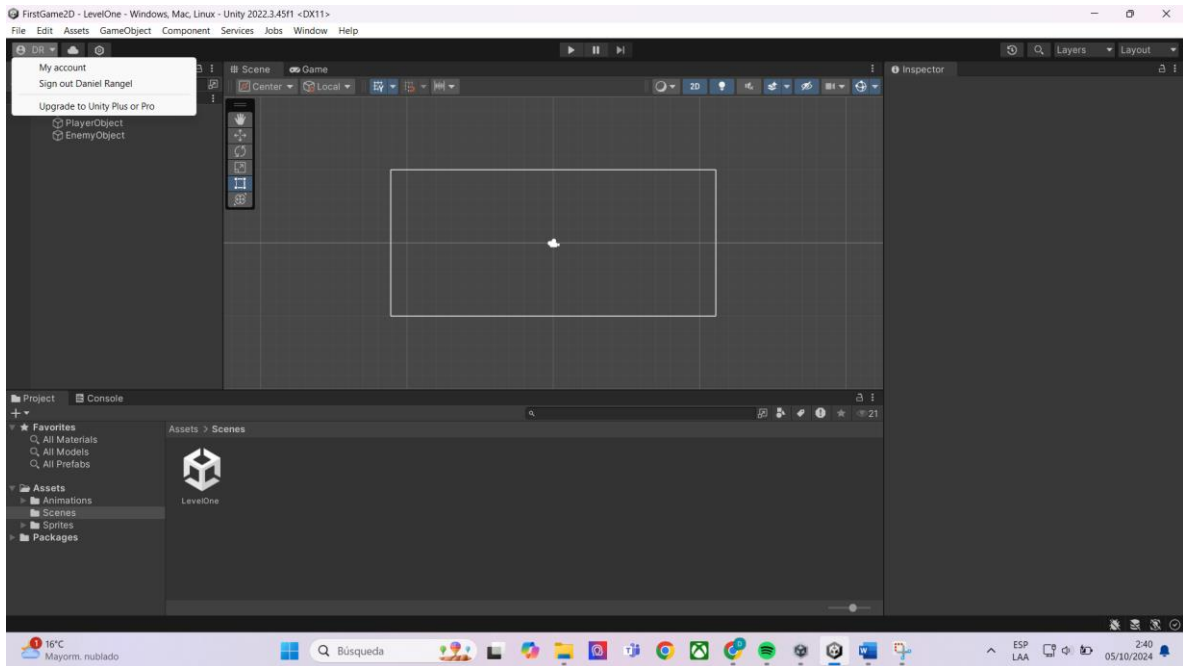 FirstGame2D - LevelOne - Windows, Mac, Linux - Unity 2022.3.45f1 <DX11>
File Edit Assets GameObject Component Services Jobs Window Help
DR Layers Layout
My account
Sign out Daniel Rangel
Upgrade to Unity Plus or Pro
PlayerObject
EnemyObject
Scene Game
Center Local 2D
Inspector
Project Console
21
Favorites
All Materials
All Models
All Prefabs
Assets
Animations
Scenes
Sprites
Packages
Assets > Scenes
LevelOne
1
16°C
Mayorm. nublado
Búsqueda
ESP
LAA
2:40
05/10/2024